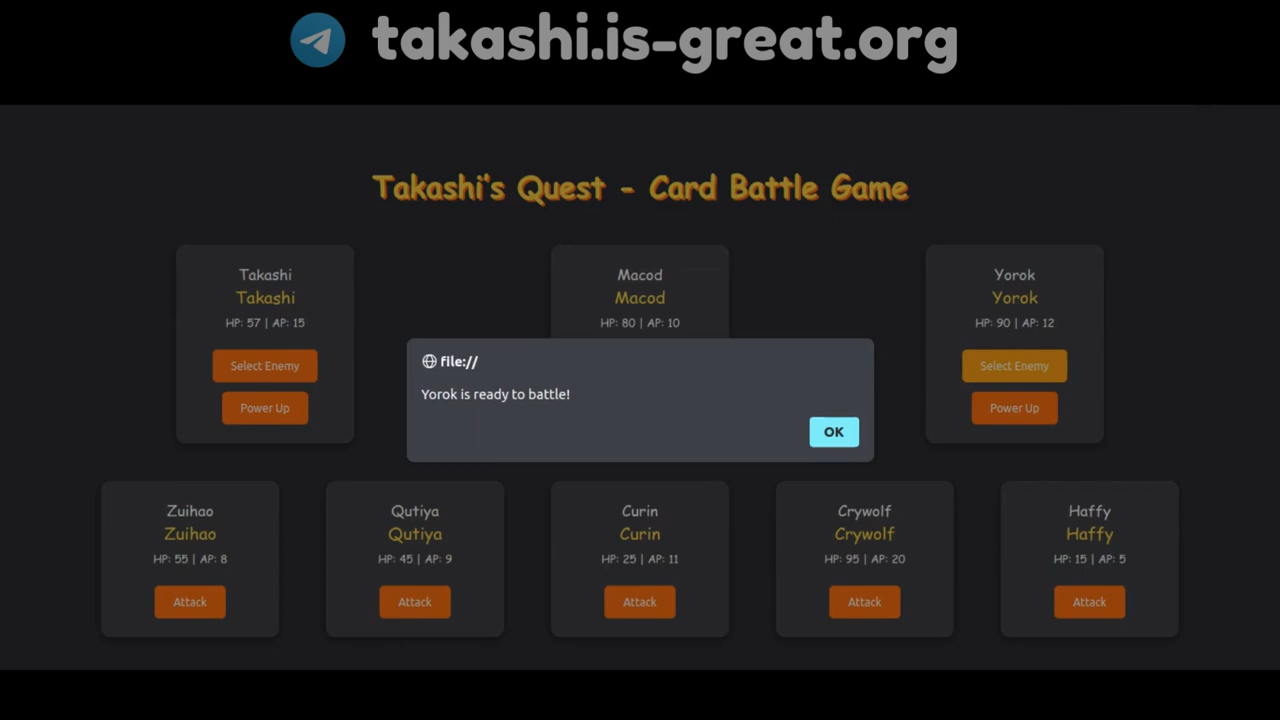 takashi.is-great.org
Takashi's Quest - Card Battle Game
Takashi
Takashi
HP: 57 | AP: 15
Select Enemy
Power Up
Macod
Macod
HP: 80 | AP: 10
Yorok
Yorok
HP: 90 | AP: 12
Select Enemy
Power Up
file://
Yorok is ready to battle!
OK
Zuihao
Zuihao
HP: 55 | AP: 8
Attack
Qutiya
Qutiya
HP: 45 | AP: 9
Attack
Curin
Curin
HP: 25 | AP: 11
Attack
Crywolf
Crywolf
HP: 95 | AP: 20
Attack
Haffy
Haffy
HP: 15 | AP: 5
Attack